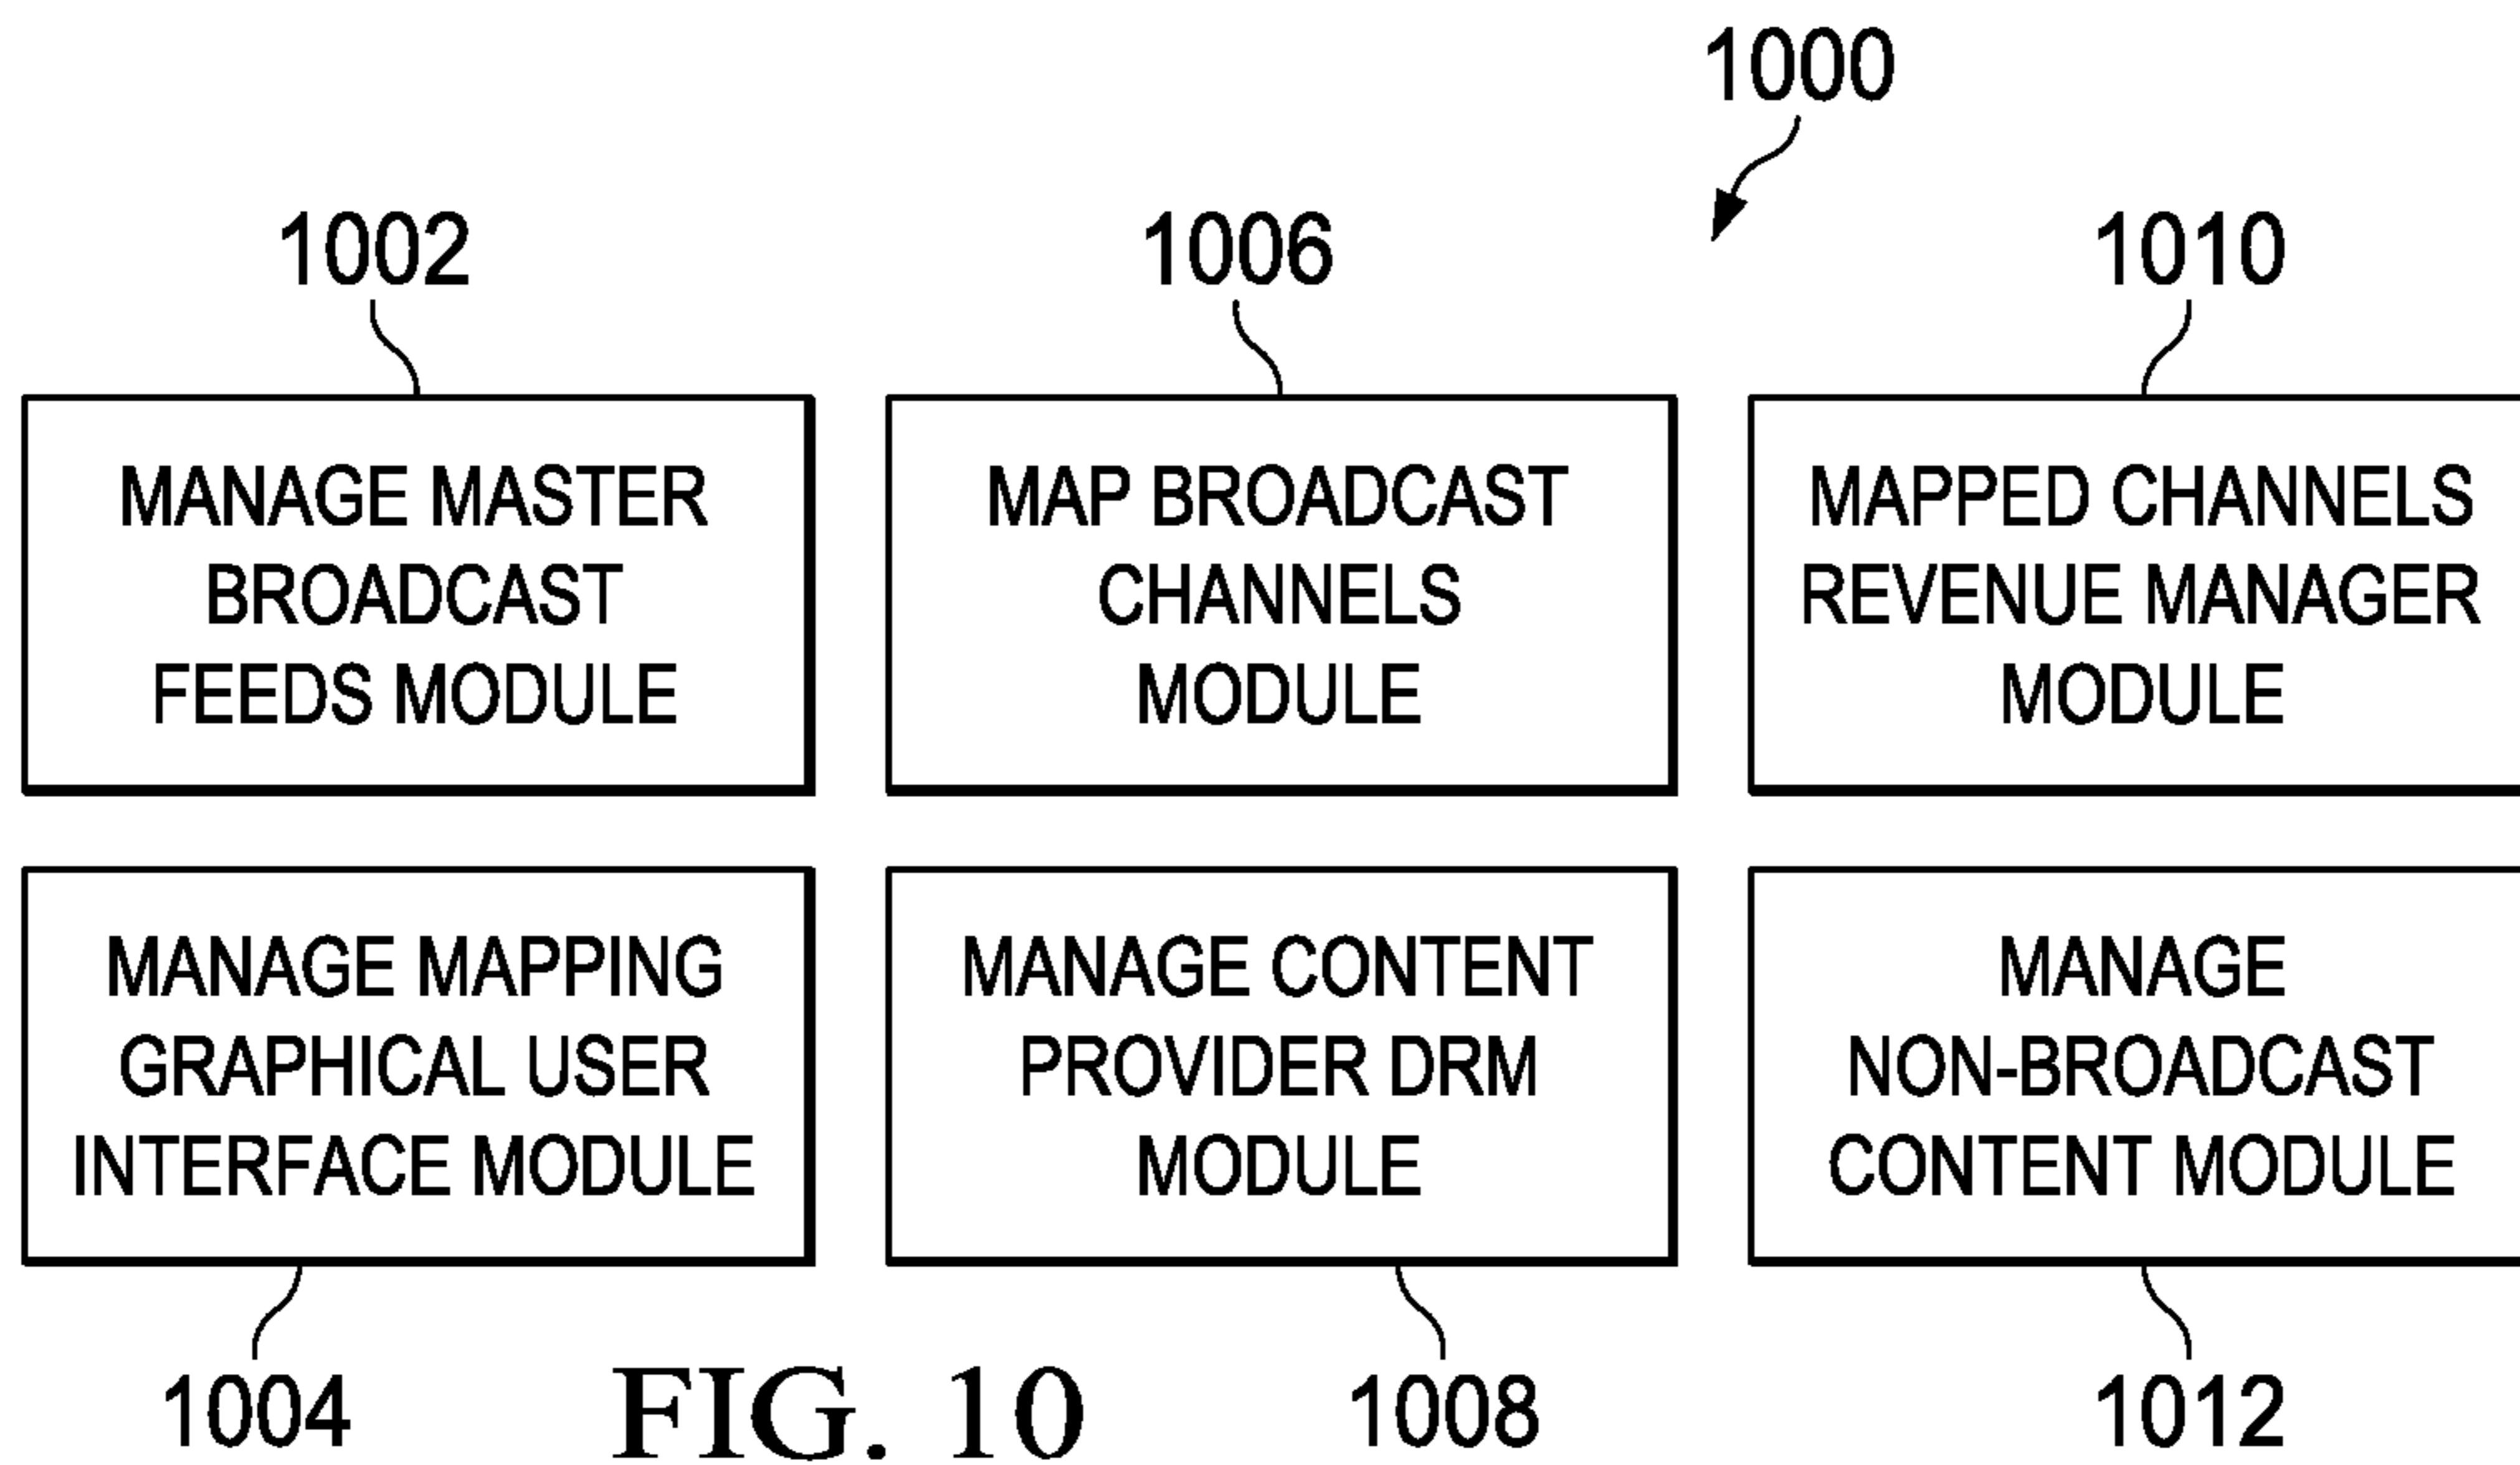 1000
1002
1006
1010
MANAGE MASTER
BROADCAST
FEEDS MODULE
MAP BROADCAST
CHANNELS
MODULE
MAPPED CHANNELS
REVENUE MANAGER
MODULE
MANAGE MAPPING
GRAPHICAL USER
INTERFACE MODULE
MANAGE CONTENT
PROVIDER DRM
MODULE
MANAGE
NON-BROADCAST
CONTENT MODULE
1004
1008
1012
FIG. 10